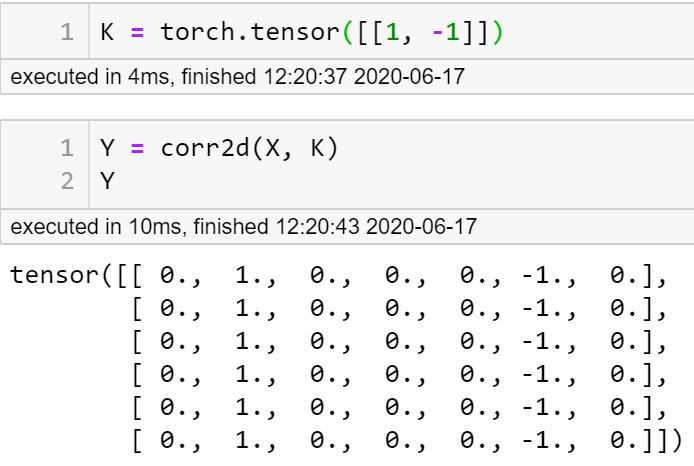 1 K = torch.tensor([[1, -1]])
executed in 4ms, finished 12:20:37 2020-06-17
1 Y = corr2d(X, K)
2 Y
executed in 10ms, finished 12:20:43 2020-06-17
tensor([[ 0.,  1.,  0.,  0.,  0., -1.,  0.],
        [ 0.,  1.,  0.,  0.,  0., -1.,  0.],
        [ 0.,  1.,  0.,  0.,  0., -1.,  0.],
        [ 0.,  1.,  0.,  0.,  0., -1.,  0.],
        [ 0.,  1.,  0.,  0.,  0., -1.,  0.],
        [ 0.,  1.,  0.,  0.,  0., -1.,  0.]])